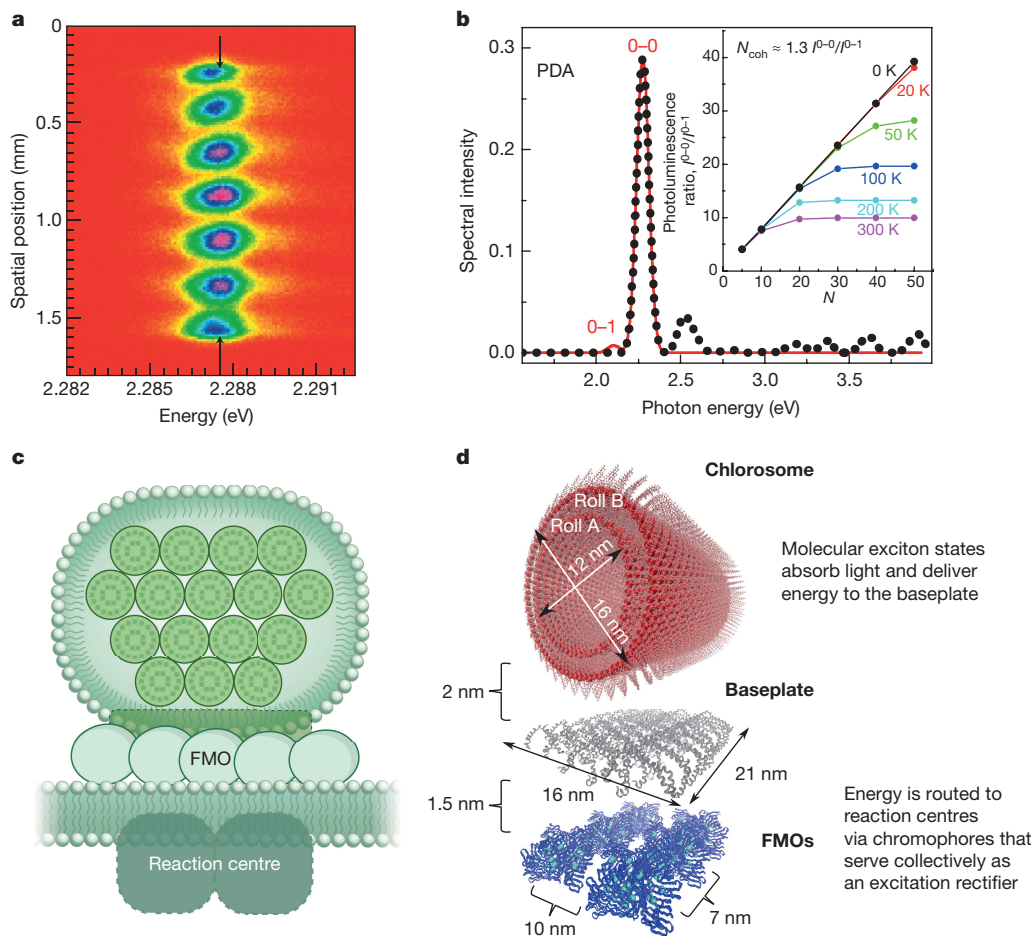 a
0
0.5
1.0
1.5
Spatial position (mm)
2.282
2.285
2.288
2.291
Energy (eV)
b
0.3
0.2
0.1
0.0
Spectral intensity
PDA
0–0
0–1
2.0
2.5
3.0
3.5
Photon energy (eV)
N_coh ≈ 1.3 I^0–0/I^0–1
40
30
20
10
0
Photoluminescence
ratio, I^0–0/I^0–1
0 K
20 K
50 K
100 K
200 K
300 K
0
10
20
30
40
50
N
c
FMO
Reaction centre
d
Chlorosome
Roll B
Roll A
12 nm
16 nm
Molecular exciton states
absorb light and deliver
energy to the baseplate
2 nm
Baseplate
16 nm
21 nm
1.5 nm
FMOs
10 nm
7 nm
Energy is routed to
reaction centres
via chromophores that
serve collectively as
an excitation rectifier